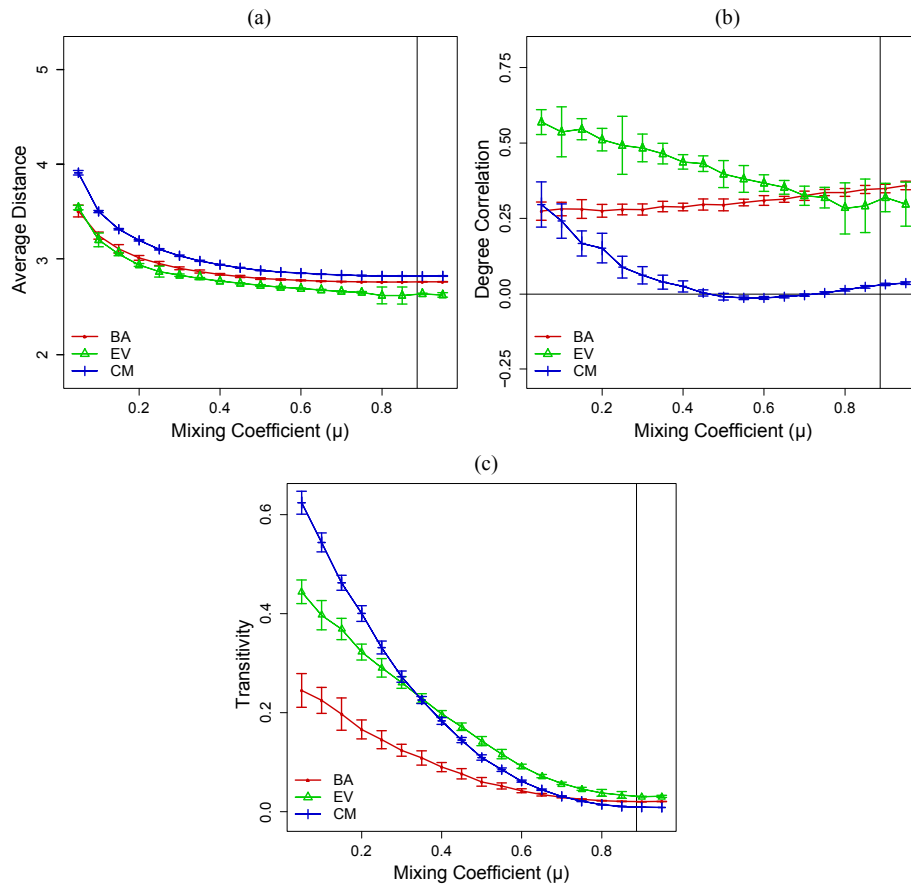 (a)
Average Distance
5
4
3
2
BA
EV
CM
0.2 0.4 0.6 0.8
Mixing Coefficient (μ)
(b)
Degree Correlation
0.75
0.50
0.25
0.00
−0.25
BA
EV
CM
0.2 0.4 0.6 0.8
Mixing Coefficient (μ)
(c)
Transitivity
0.6
0.4
0.2
0.0
BA
EV
CM
0.2 0.4 0.6 0.8
Mixing Coefficient (μ)